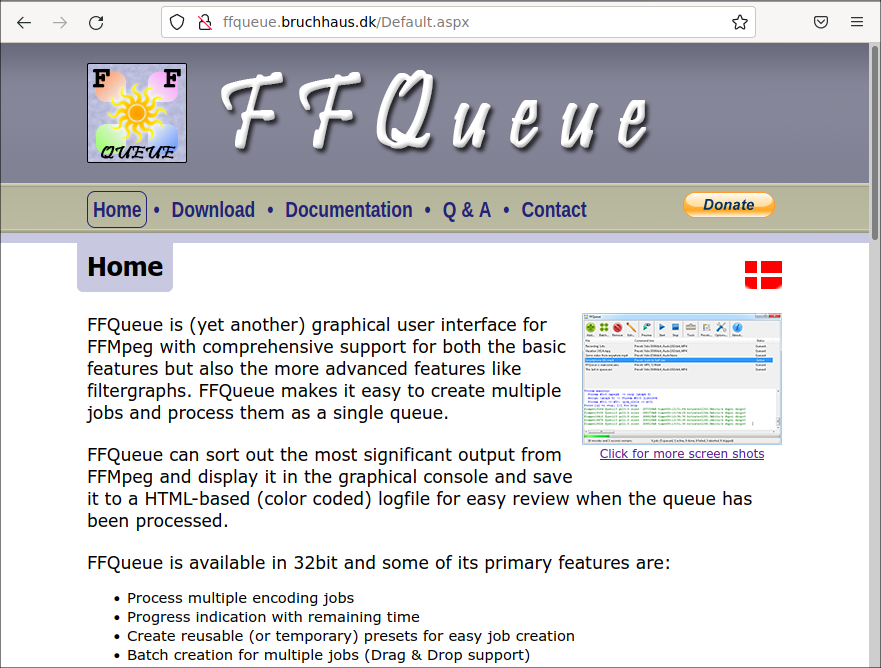 ffqueue.bruchhaus.dk/Default.aspx
F F
QUEUE
FFQueue
Home • Download • Documentation • Q & A • Contact
Donate
Home
FFQueue is (yet another) graphical user interface for
FFMpeg with comprehensive support for both the basic
features but also the more advanced features like
filtergraphs. FFQueue makes it easy to create multiple
jobs and process them as a single queue.
Click for more screen shots
FFQueue can sort out the most significant output from
FFMpeg and display it in the graphical console and save
it to a HTML-based (color coded) logfile for easy review when the queue has
been processed.
FFQueue is available in 32bit and some of its primary features are:
• Process multiple encoding jobs
• Progress indication with remaining time
• Create reusable (or temporary) presets for easy job creation
• Batch creation for multiple jobs (Drag & Drop support)